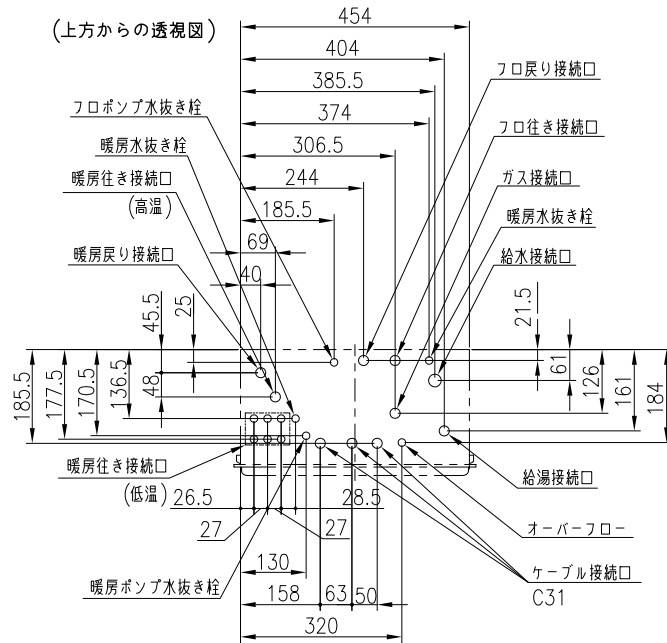 (上方からの透視図)
454
404
385.5
374
306.5
244
185.5
69
40
フロ戻り接続口
フロ往き接続口
ガス接続口
暖房水抜き栓
給水接続口
フロポンプ水抜き栓
暖房水抜き栓
暖房往き接続口
(高温)
暖房戻り接続口
45.5
25
21.5
61
185.5
177.5
170.5
136.5
48
126
161
184
暖房往き接続口
(低温)
給湯接続口
26.5
28.5
27
27
オーバーフロー
130
ケーブル接続口
C31
暖房ポンプ水抜き栓
158
63
50
320